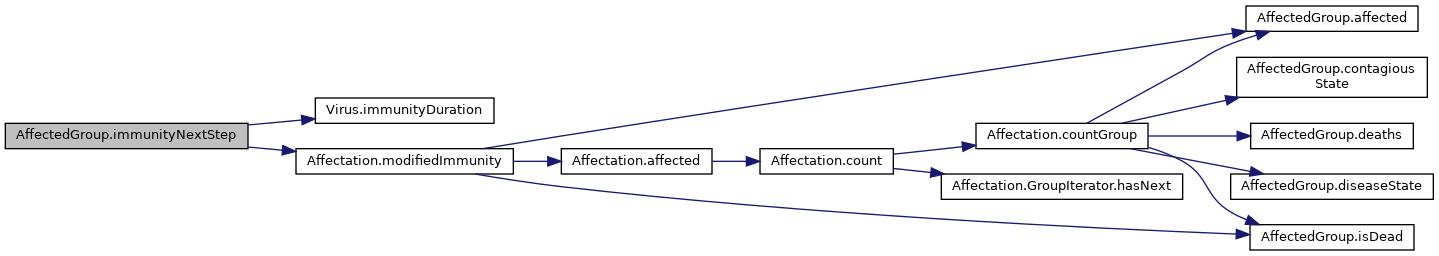 AffectedGroup.immunityNextStep
Virus.immunityDuration
Affectation.modifiedImmunity
Affectation.affected
Affectation.count
Affectation.countGroup
Affectation.GroupIterator.hasNext
AffectedGroup.affected
AffectedGroup.contagious
State
AffectedGroup.deaths
AffectedGroup.diseaseState
AffectedGroup.isDead